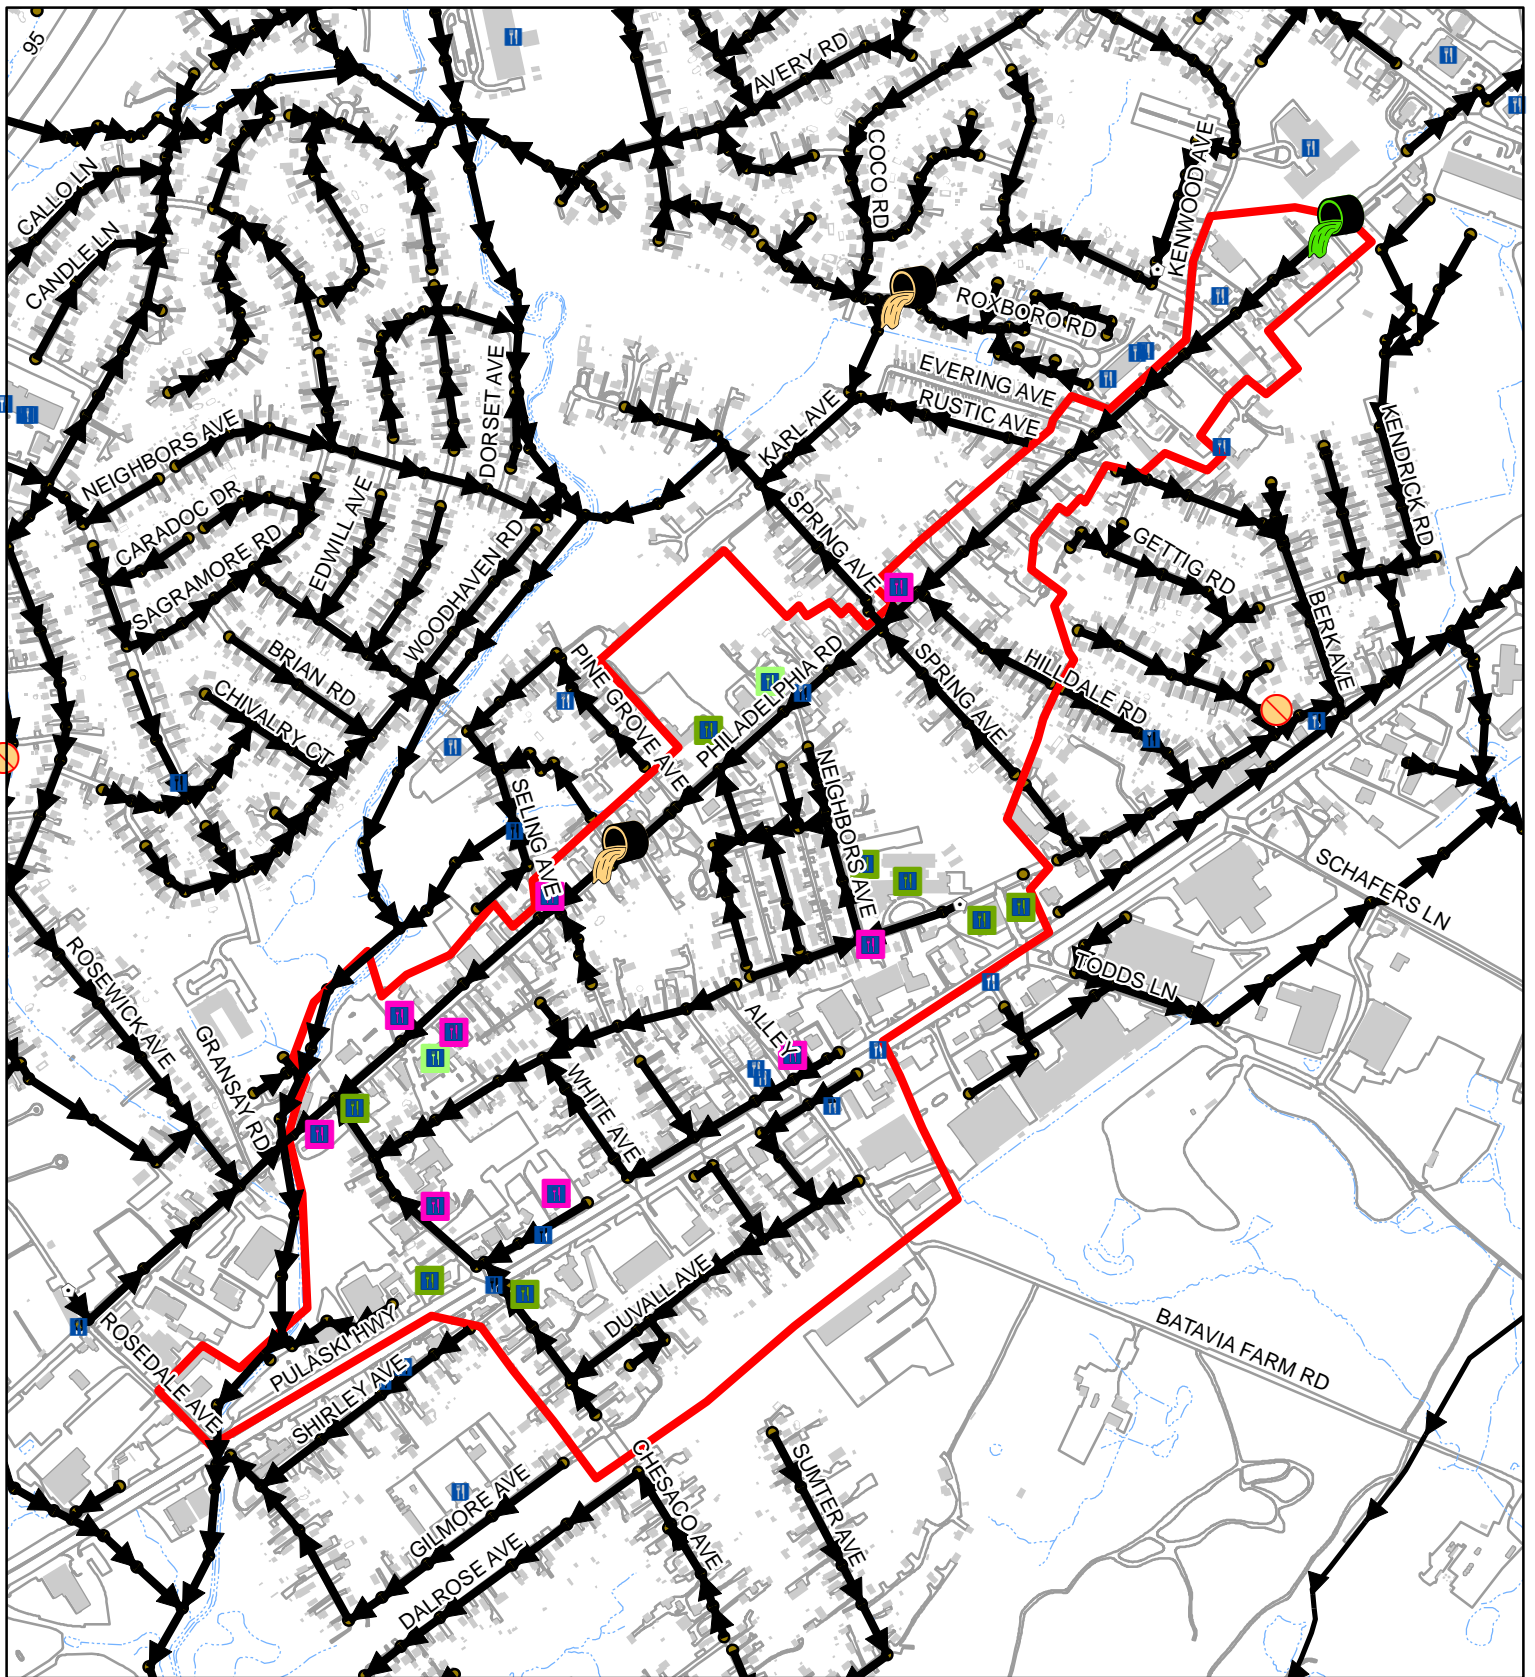 95
AVERY RD
COCO RD
KENWOOD AVE
CALLO LN
CANDLE LN
ROXBORO RD
EVERING AVE
RUSTIC AVE
DORSET AVE
KARL AVE
KENDRICK RD
NEIGHBORS AVE
CARADOC DR
SAGRAMORE RD
EDWILL AVE
WOODHAVEN RD
SPRING AVE
GETTIG RD
BERK AVE
BRIAN RD
CHIVALRY CT
PINE GROVE AVE
PHILADELPHIA RD
SPRING AVE
HILLDALE RD
SELING AVE
NEIGHBORS AVE
SCHAFERS LN
TODDS LN
ROSEWICK AVE
GRANSAY RD
ALLEY
WHITE AVE
DUVALL AVE
PULASKI HWY
ROSEDALE AVE
SHIRLEY AVE
BATAVIA FARM RD
GILMORE AVE
CHESACO AVE
SUMTER AVE
DALROSE AVE